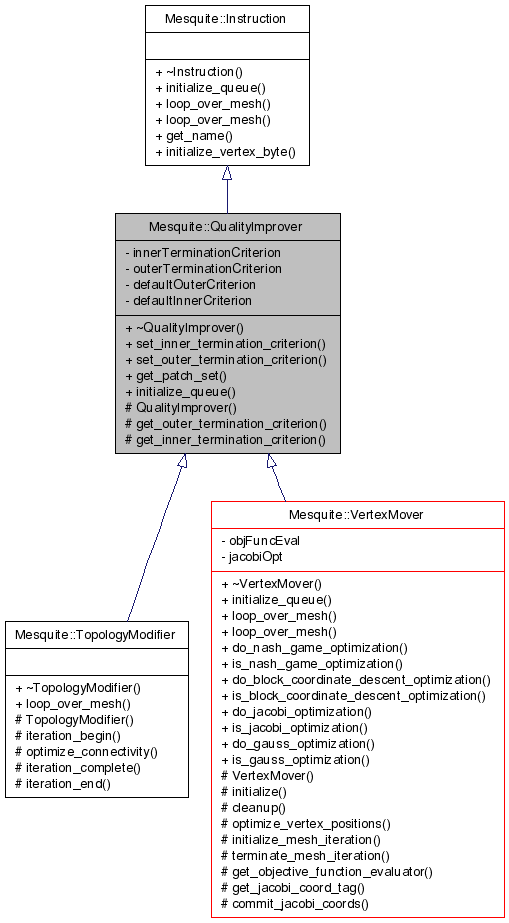 Mesquite::Instruction
+ ~Instruction()
+ initialize_queue()
+ loop_over_mesh()
+ loop_over_mesh()
+ get_name()
+ initialize_vertex_byte()
Mesquite::QualityImprover
- innerTerminationCriterion
- outerTerminationCriterion
- defaultOuterCriterion
- defaultInnerCriterion
+ ~QualityImprover()
+ set_inner_termination_criterion()
+ set_outer_termination_criterion()
+ get_patch_set()
+ initialize_queue()
# QualityImprover()
# get_outer_termination_criterion()
# get_inner_termination_criterion()
Mesquite::TopologyModifier
+ ~TopologyModifier()
+ loop_over_mesh()
# TopologyModifier()
# iteration_begin()
# optimize_connectivity()
# iteration_complete()
# iteration_end()
Mesquite::VertexMover
- objFuncEval
- jacobiOpt
+ ~VertexMover()
+ initialize_queue()
+ loop_over_mesh()
+ loop_over_mesh()
+ do_nash_game_optimization()
+ is_nash_game_optimization()
+ do_block_coordinate_descent_optimization()
+ is_block_coordinate_descent_optimization()
+ do_jacobi_optimization()
+ is_jacobi_optimization()
+ do_gauss_optimization()
+ is_gauss_optimization()
# VertexMover()
# initialize()
# cleanup()
# optimize_vertex_positions()
# initialize_mesh_iteration()
# terminate_mesh_iteration()
# get_objective_function_evaluator()
# get_jacobi_coord_tag()
# commit_jacobi_coords()